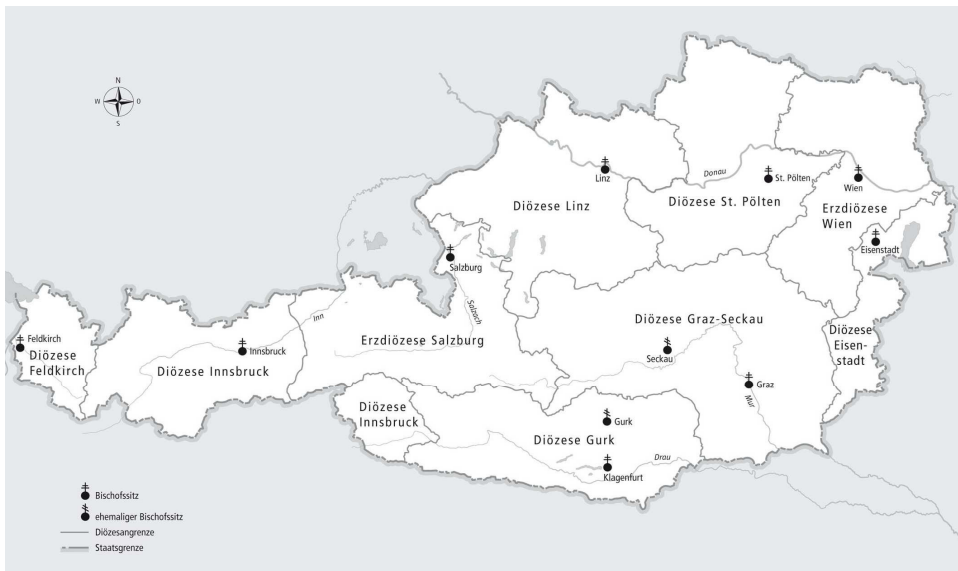 N
W
O
S
Linz
Donau
St. Pölten
Wien
Diözese Linz
Diözese St. Pölten
Erzdiözese
Wien
Eisenstadt
Salzburg
Salzach
Inn
Feldkirch
Diözese
Feldkirch
Innsbruck
Diözese Innsbruck
Erzdiözese Salzburg
Diözese Graz-Seckau
Seckau
Graz
Mur
Diözese
Eisen-
stadt
Diözese
Innsbruck
Gurk
Diözese Gurk
Drau
Klagenfurt
Bischofssitz
ehemaliger Bischofssitz
Diözesangrenze
Staatsgrenze